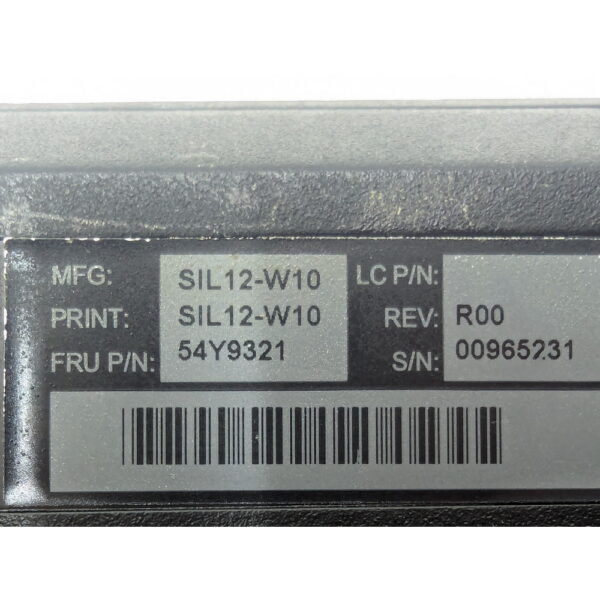 MFG: SIL12-W10 LC P/N:
PRINT: SIL12-W10 REV: R00
FRU P/N: 54Y9321 S/N: 00965231